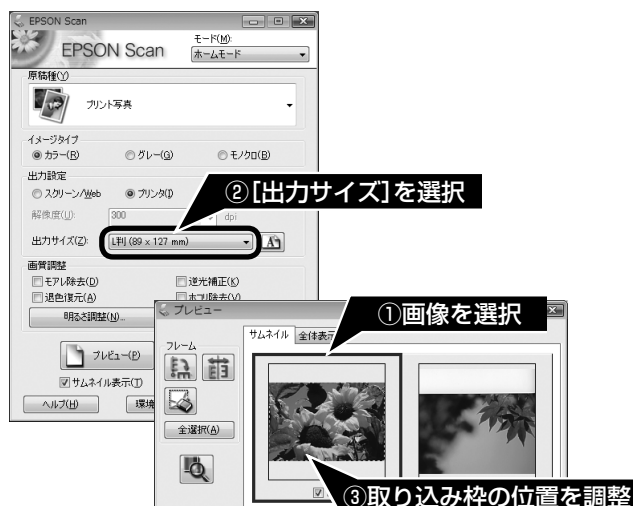 EPSON Scan
EPSON Scan
モード(M):
ホームモード
原稿種(Y)
プリント写真
イメージタイプ
カラー(R) グレー(G) モノクロ(B)
出力設定
スクリーン/Web プリンタ(I)
②[出力サイズ]を選択
解像度(U): 300 dpi
出力サイズ(Z): L判 (89 x 127 mm)
画質調整
モアレ除去(D) 逆光補正(K)
退色復元(A) ホコリ除去(V)
明るさ調整(N)...
プレビュー(P)
サムネイル表示(T)
ヘルプ(H) 環境
プレビュー
①画像を選択
サムネイル 全体表示
フレーム
全選択(A)
③取り込み枠の位置を調整